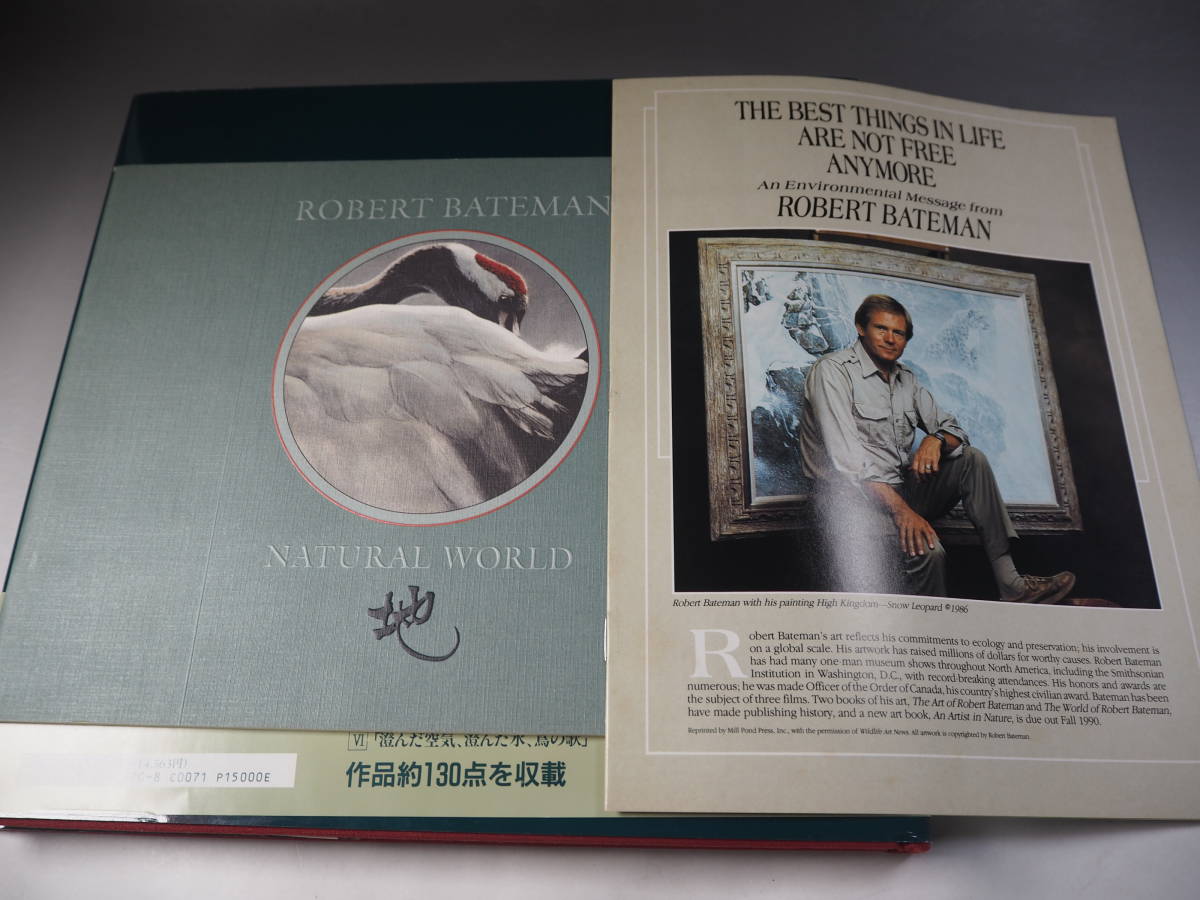 ROBERT BATEMAN
NATURAL WORLD
地
VI「澄んだ空気、澄んだ水、鳥の歌」
作品約130点を収載
14,563円)
C0071 P15000E
THE BEST THINGS IN LIFE
ARE NOT FREE
ANYMORE
An Environmental Message from
ROBERT BATEMAN
Robert Bateman with his painting High Kingdom—Snow Leopard ©1986
Robert Bateman's art reflects his commitments to ecology and preservation; his involvement is
on a global scale. His artwork has raised millions of dollars for worthy causes. Robert Bateman
has had many one-man museum shows throughout North America, including the Smithsonian
Institution in Washington, D.C., with record-breaking attendances. His honors and awards are
numerous; he was made Officer of the Order of Canada, his country's highest civilian award. Bateman has been
the subject of three films. Two books of his art, The Art of Robert Bateman and The World of Robert Bateman,
have made publishing history, and a new art book, An Artist in Nature, is due out Fall 1990.
Reprinted by Mill Pond Press, Inc., with the permission of Wildlife Art News. All artwork is copyrighted by Robert Bateman.